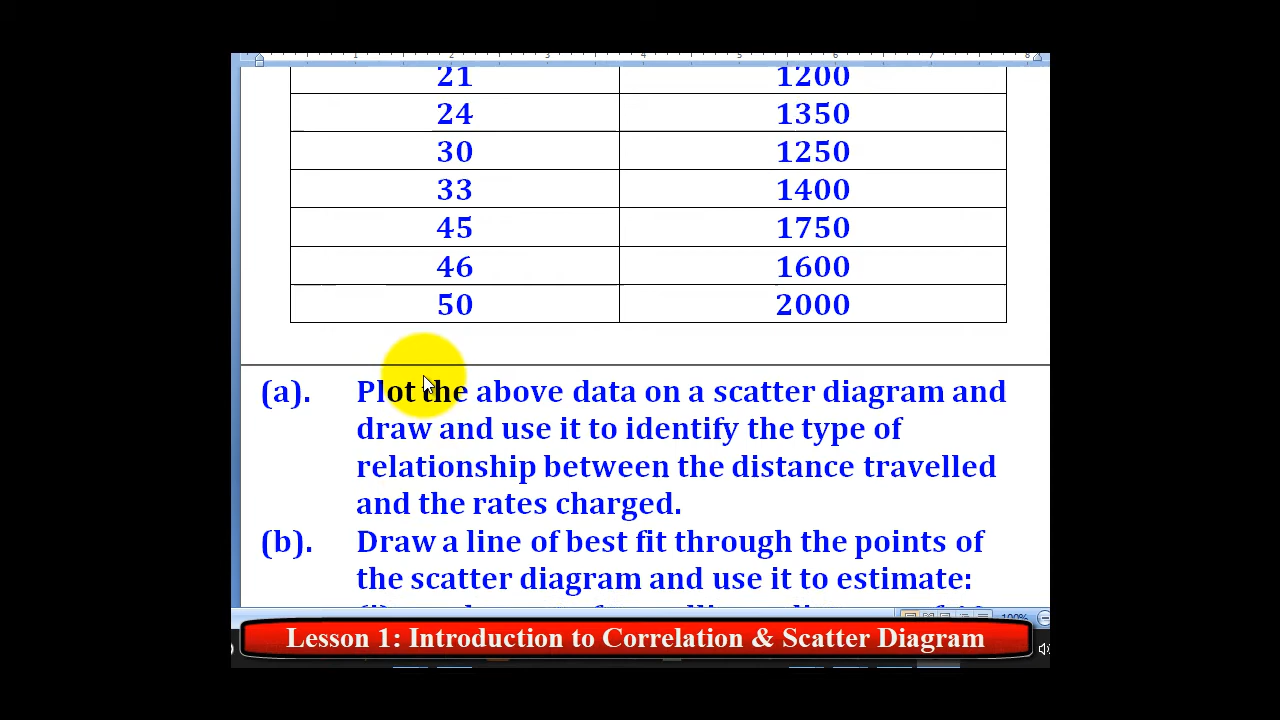 21 1200
24 1350
30 1250
33 1400
45 1750
46 1600
50 2000
(a). Plot the above data on a scatter diagram and
draw and use it to identify the type of
relationship between the distance travelled
and the rates charged.
(b). Draw a line of best fit through the points of
the scatter diagram and use it to estimate:
100%
Lesson 1: Introduction to Correlation & Scatter Diagram